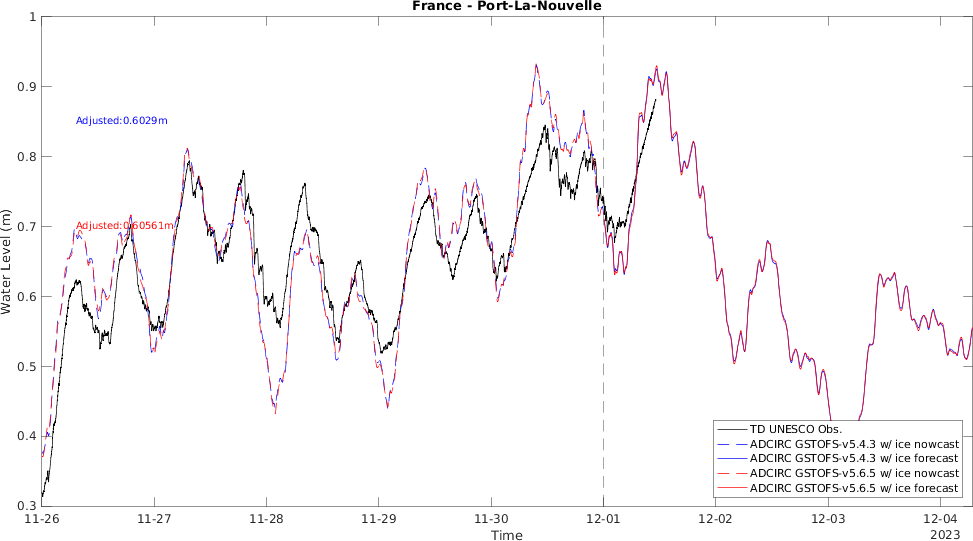 France - Port-La-Nouvelle
1
0.9
0.8
0.7
0.6
0.5
0.4
0.3
Water Level (m)
Adjusted:0.6029m
Adjusted:0.60561m
TD UNESCO Obs.
ADCIRC GSTOFS-v5.4.3 w/ ice nowcast
ADCIRC GSTOFS-v5.4.3 w/ ice forecast
ADCIRC GSTOFS-v5.6.5 w/ ice nowcast
ADCIRC GSTOFS-v5.6.5 w/ ice forecast
11-26 11-27 11-28 11-29 11-30 12-01 12-02 12-03 12-04
Time
2023